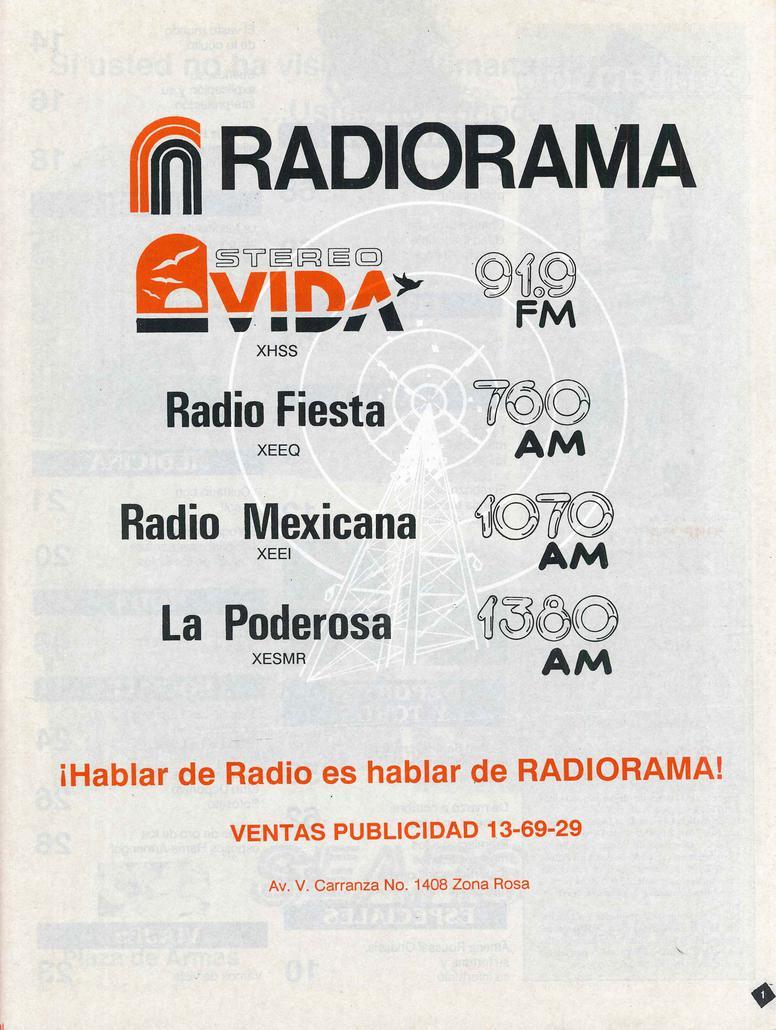 RADIORAMA
STEREO
VIDA
91.9
FM
XHSS
Radio Fiesta
760
AM
XEEQ
Radio Mexicana
1070
AM
XEEI
La Poderosa
1380
AM
XESMR
¡Hablar de Radio es hablar de RADIORAMA!
VENTAS PUBLICIDAD 13-69-29
Av. V. Carranza No. 1408 Zona Rosa
1